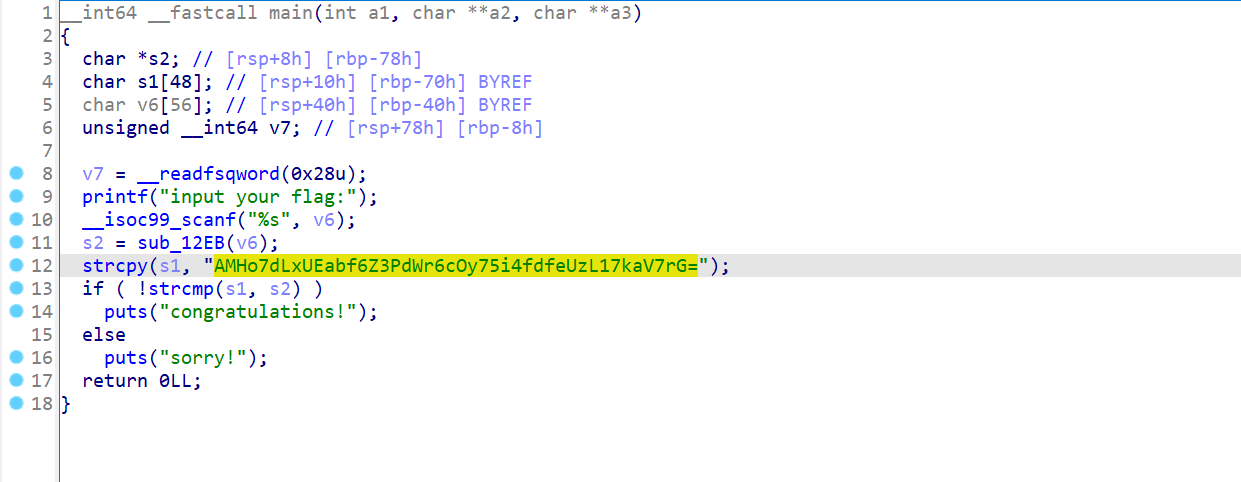 1 __int64 __fastcall main(int a1, char **a2, char **a3)
2 {
3 char *s2; // [rsp+8h] [rbp-78h]
4 char s1[48]; // [rsp+10h] [rbp-70h] BYREF
5 char v6[56]; // [rsp+40h] [rbp-40h] BYREF
6 unsigned __int64 v7; // [rsp+78h] [rbp-8h]
7
8 v7 = __readfsqword(0x28u);
9 printf("input your flag:");
10 __isoc99_scanf("%s", v6);
11 s2 = sub_12EB(v6);
12 strcpy(s1, "AMHo7dLxUEabf6Z3PdWr6cOy75i4fdfeUzL17kaV7rG=");
13 if ( !strcmp(s1, s2) )
14 puts("congratulations!");
15 else
16 puts("sorry!");
17 return 0LL;
18 }